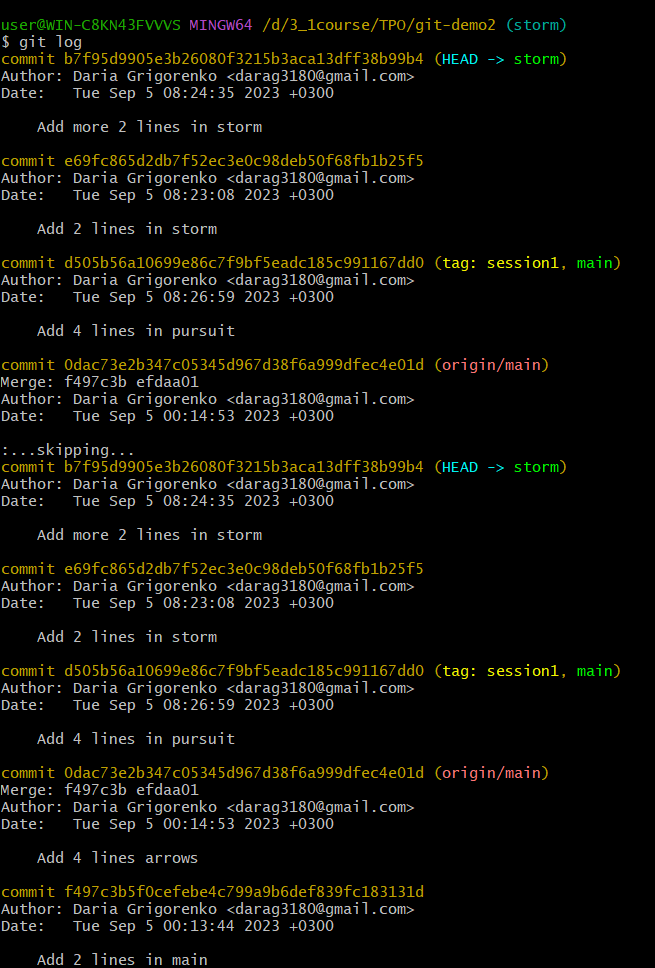 user@WIN-C8KN43FVVVS MINGW64 /d/3_1course/TPO/git-demo2 (storm)
$ git log
commit b7f95d9905e3b26080f3215b3aca13dff38b99b4 (HEAD -> storm)
Author: Daria Grigorenko <darag3180@gmail.com>
Date:   Tue Sep 5 08:24:35 2023 +0300

    Add more 2 lines in storm

commit e69fc865d2db7f52ec3e0c98deb50f68fb1b25f5
Author: Daria Grigorenko <darag3180@gmail.com>
Date:   Tue Sep 5 08:23:08 2023 +0300

    Add 2 lines in storm

commit d505b56a10699e86c7f9bf5eadc185c991167dd0 (tag: session1, main)
Author: Daria Grigorenko <darag3180@gmail.com>
Date:   Tue Sep 5 08:26:59 2023 +0300

    Add 4 lines in pursuit

commit 0dac73e2b347c05345d967d38f6a999dfec4e01d (origin/main)
Merge: f497c3b efdaa01
Author: Daria Grigorenko <darag3180@gmail.com>
Date:   Tue Sep 5 00:14:53 2023 +0300

:...skipping...
commit b7f95d9905e3b26080f3215b3aca13dff38b99b4 (HEAD -> storm)
Author: Daria Grigorenko <darag3180@gmail.com>
Date:   Tue Sep 5 08:24:35 2023 +0300

    Add more 2 lines in storm

commit e69fc865d2db7f52ec3e0c98deb50f68fb1b25f5
Author: Daria Grigorenko <darag3180@gmail.com>
Date:   Tue Sep 5 08:23:08 2023 +0300

    Add 2 lines in storm

commit d505b56a10699e86c7f9bf5eadc185c991167dd0 (tag: session1, main)
Author: Daria Grigorenko <darag3180@gmail.com>
Date:   Tue Sep 5 08:26:59 2023 +0300

    Add 4 lines in pursuit

commit 0dac73e2b347c05345d967d38f6a999dfec4e01d (origin/main)
Merge: f497c3b efdaa01
Author: Daria Grigorenko <darag3180@gmail.com>
Date:   Tue Sep 5 00:14:53 2023 +0300

    Add 4 lines arrows

commit f497c3b5f0cefebe4c799a9b6def839fc183131d
Author: Daria Grigorenko <darag3180@gmail.com>
Date:   Tue Sep 5 00:13:44 2023 +0300

    Add 2 lines in main